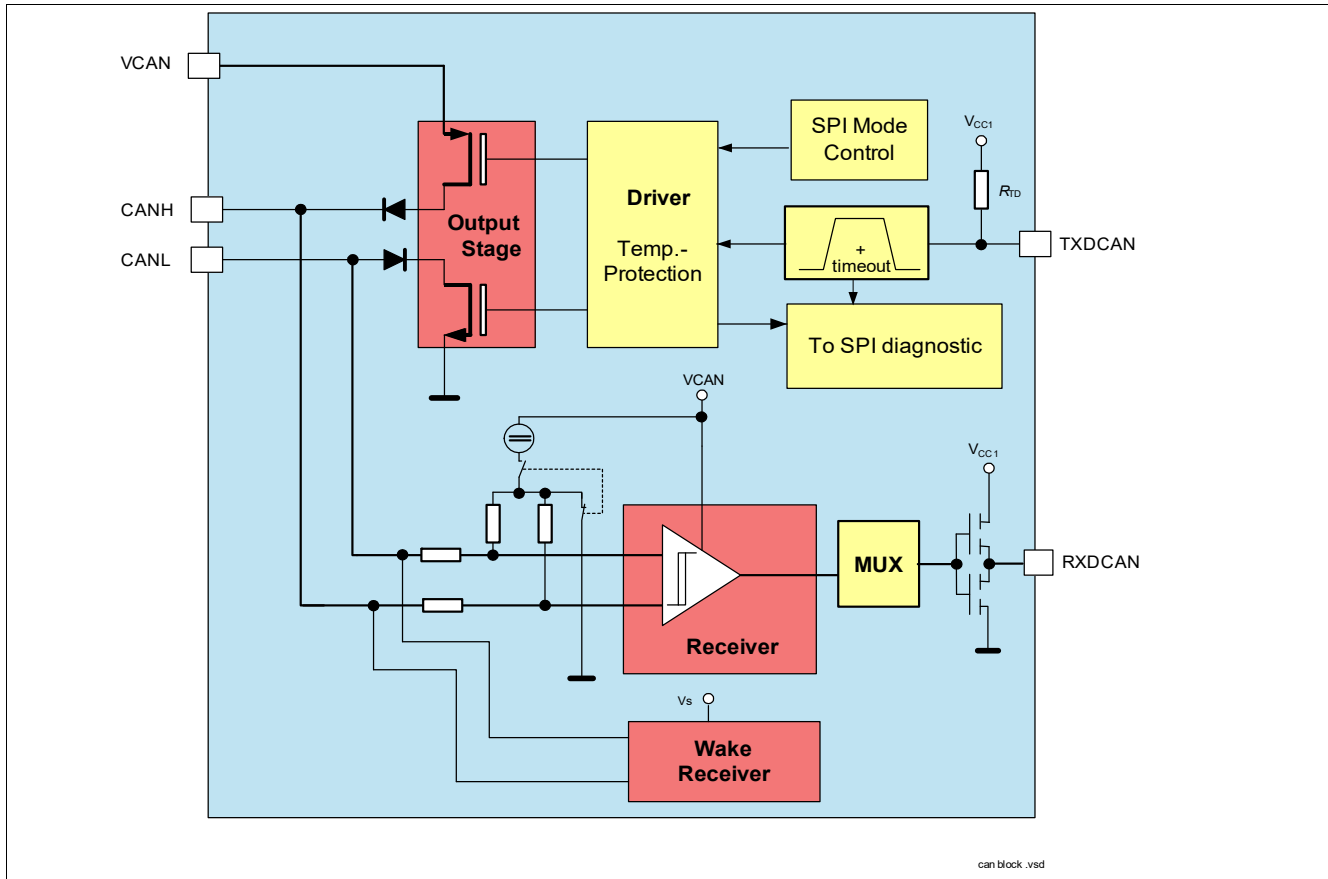 VCAN
CANH
CANL
Output
Stage
Driver
Temp.-
Protection
SPI Mode
Control
VCC1
RTD
+
timeout
TXDCAN
To SPI diagnostic
VCAN
VCC1
MUX
RXDCAN
Receiver
Vs
Wake
Receiver
can block .vsd